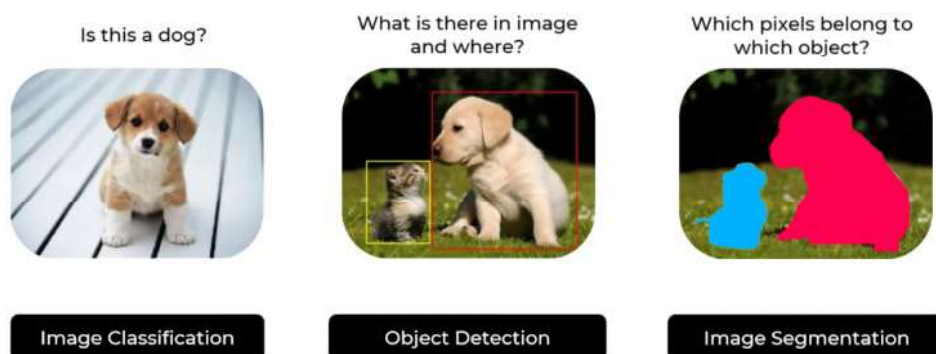 Is this a dog?
What is there in image
and where?
Which pixels belong to
which object?
Image Classification
Object Detection
Image Segmentation